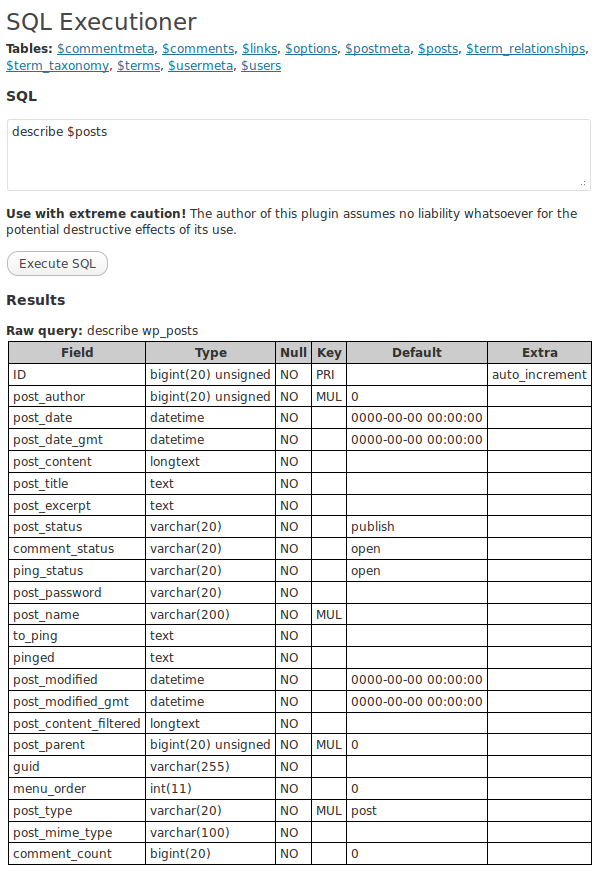 SQL Executioner
Tables: $commentmeta, $comments, $links, $options, $postmeta, $posts, $term_relationships,
$term_taxonomy, $terms, $usermeta, $users
SQL
describe $posts
Use with extreme caution! The author of this plugin assumes no liability whatsoever for the
potential destructive effects of its use.
Execute SQL
Results
Raw query: describe wp_posts
Field Type Null Key Default Extra
ID bigint(20) unsigned NO PRI auto_increment
post_author bigint(20) unsigned NO MUL 0
post_date datetime NO 0000-00-00 00:00:00
post_date_gmt datetime NO 0000-00-00 00:00:00
post_content longtext NO
post_title text NO
post_excerpt text NO
post_status varchar(20) NO publish
comment_status varchar(20) NO open
ping_status varchar(20) NO open
post_password varchar(20) NO
post_name varchar(200) NO MUL
to_ping text NO
pinged text NO
post_modified datetime NO 0000-00-00 00:00:00
post_modified_gmt datetime NO 0000-00-00 00:00:00
post_content_filtered longtext NO
post_parent bigint(20) unsigned NO MUL 0
guid varchar(255) NO
menu_order int(11) NO 0
post_type varchar(20) NO MUL post
post_mime_type varchar(100) NO
comment_count bigint(20) NO 0